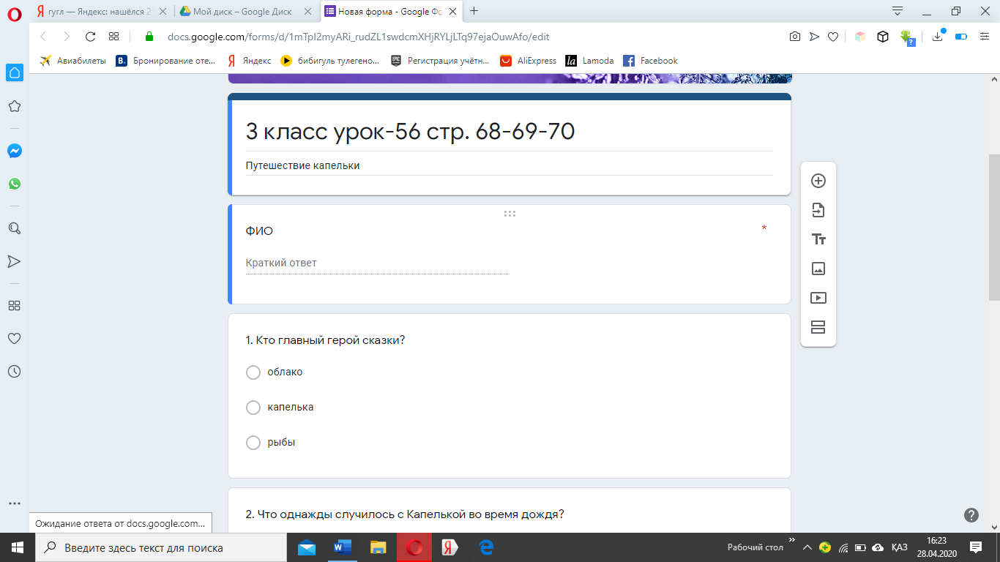 гугл — Яндекс: нашёлся 2
Мой диск – Google Диск
Новая форма - Google Фо
docs.google.com/forms/d/1mTpI2myARi_rudZL1swdcmXHjRYLjLTq97ejaOuwAfo/edit
Авиабилеты
B. Бронирование оте...
Я Яндекс
бибигуль тулегено...
EPIC GAMES Регистрация учётн...
AliExpress
la Lamoda
Facebook
3 класс урок-56 стр. 68-69-70
Путешествие капельки
ФИО *
Краткий ответ
1. Кто главный герой сказки?
облако
капелька
рыбы
2. Что однажды случилось с Капелькой во время дождя?
Ожидание ответа от docs.google.com...
Введите здесь текст для поиска
Рабочий стол
ҚАЗ
16:23
28.04.2020